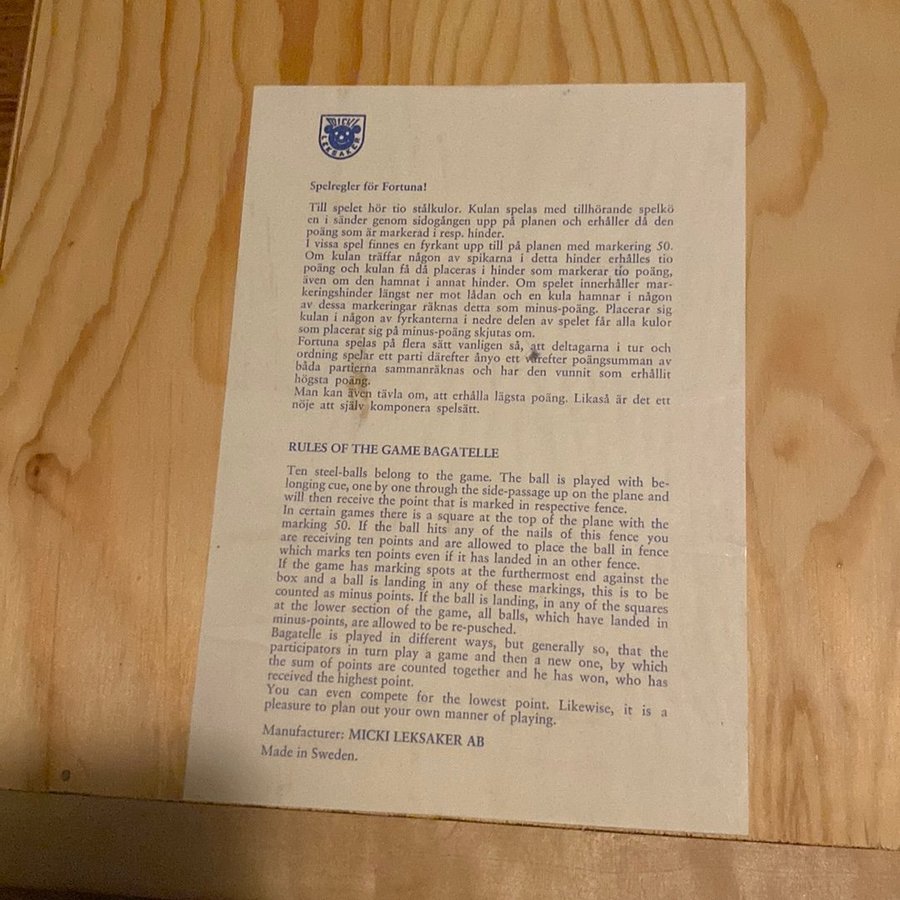 MICKI
LEKSAKER
Spelregler för Fortuna!
Till spelet hör tio stålkulor. Kulan spelas med tillhörande spelkö
en i sänder genom sidogången upp på planen och erhåller då den
poäng som är markerad i resp. hinder.
I vissa spel finnes en fyrkant upp till på planen med markering 50.
Om kulan träffar någon av spikarna i detta hinder erhålles tio
poäng och kulan få då placeras i hinder som markerar tio poäng,
även om den hamnat i annat hinder. Om spelet innerhåller mar-
keringshinder längst ner mot lådan och en kula hamnar i någon
av dessa markeringar räknas detta som minus-poäng. Placerar sig
kulan i någon av fyrkanterna i nedre delen av spelet får alla kulor
som placerat sig på minus-poäng skjutas om.
Fortuna spelas på flera sätt vanligen så, att deltagarna i tur och
ordning spelar ett parti därefter ånyo ett varefter poängsumman av
båda partierna sammanräknas och har den vunnit som erhållit
högsta poäng.
Man kan även tävla om, att erhålla lägsta poäng. Likaså är det ett
nöje att själv komponera spelsätt.
RULES OF THE GAME BAGATELLE
Ten steel-balls belong to the game. The ball is played with be-
longing cue, one by one through the side-passage up on the plane and
will then receive the point that is marked in respective fence.
In certain games there is a square at the top of the plane with the
marking 50. If the ball hits any of the nails of this fence you
are receiving ten points and are allowed to place the ball in fence
which marks ten points even if it has landed in an other fence.
If the game has marking spots at the furthermost end against the
box and a ball is landing in any of these markings, this is to be
counted as minus points. If the ball is landing, in any of the squares
at the lower section of the game, all balls, which have landed in
minus-points, are allowed to be re-pusched.
Bagatelle is played in different ways, but generally so, that the
participators in turn play a game and then a new one, by which
the sum of points are counted together and he has won, who has
received the highest point.
You can even compete for the lowest point. Likewise, it is a
pleasure to plan out your own manner of playing.
Manufacturer: MICKI LEKSAKER AB
Made in Sweden.